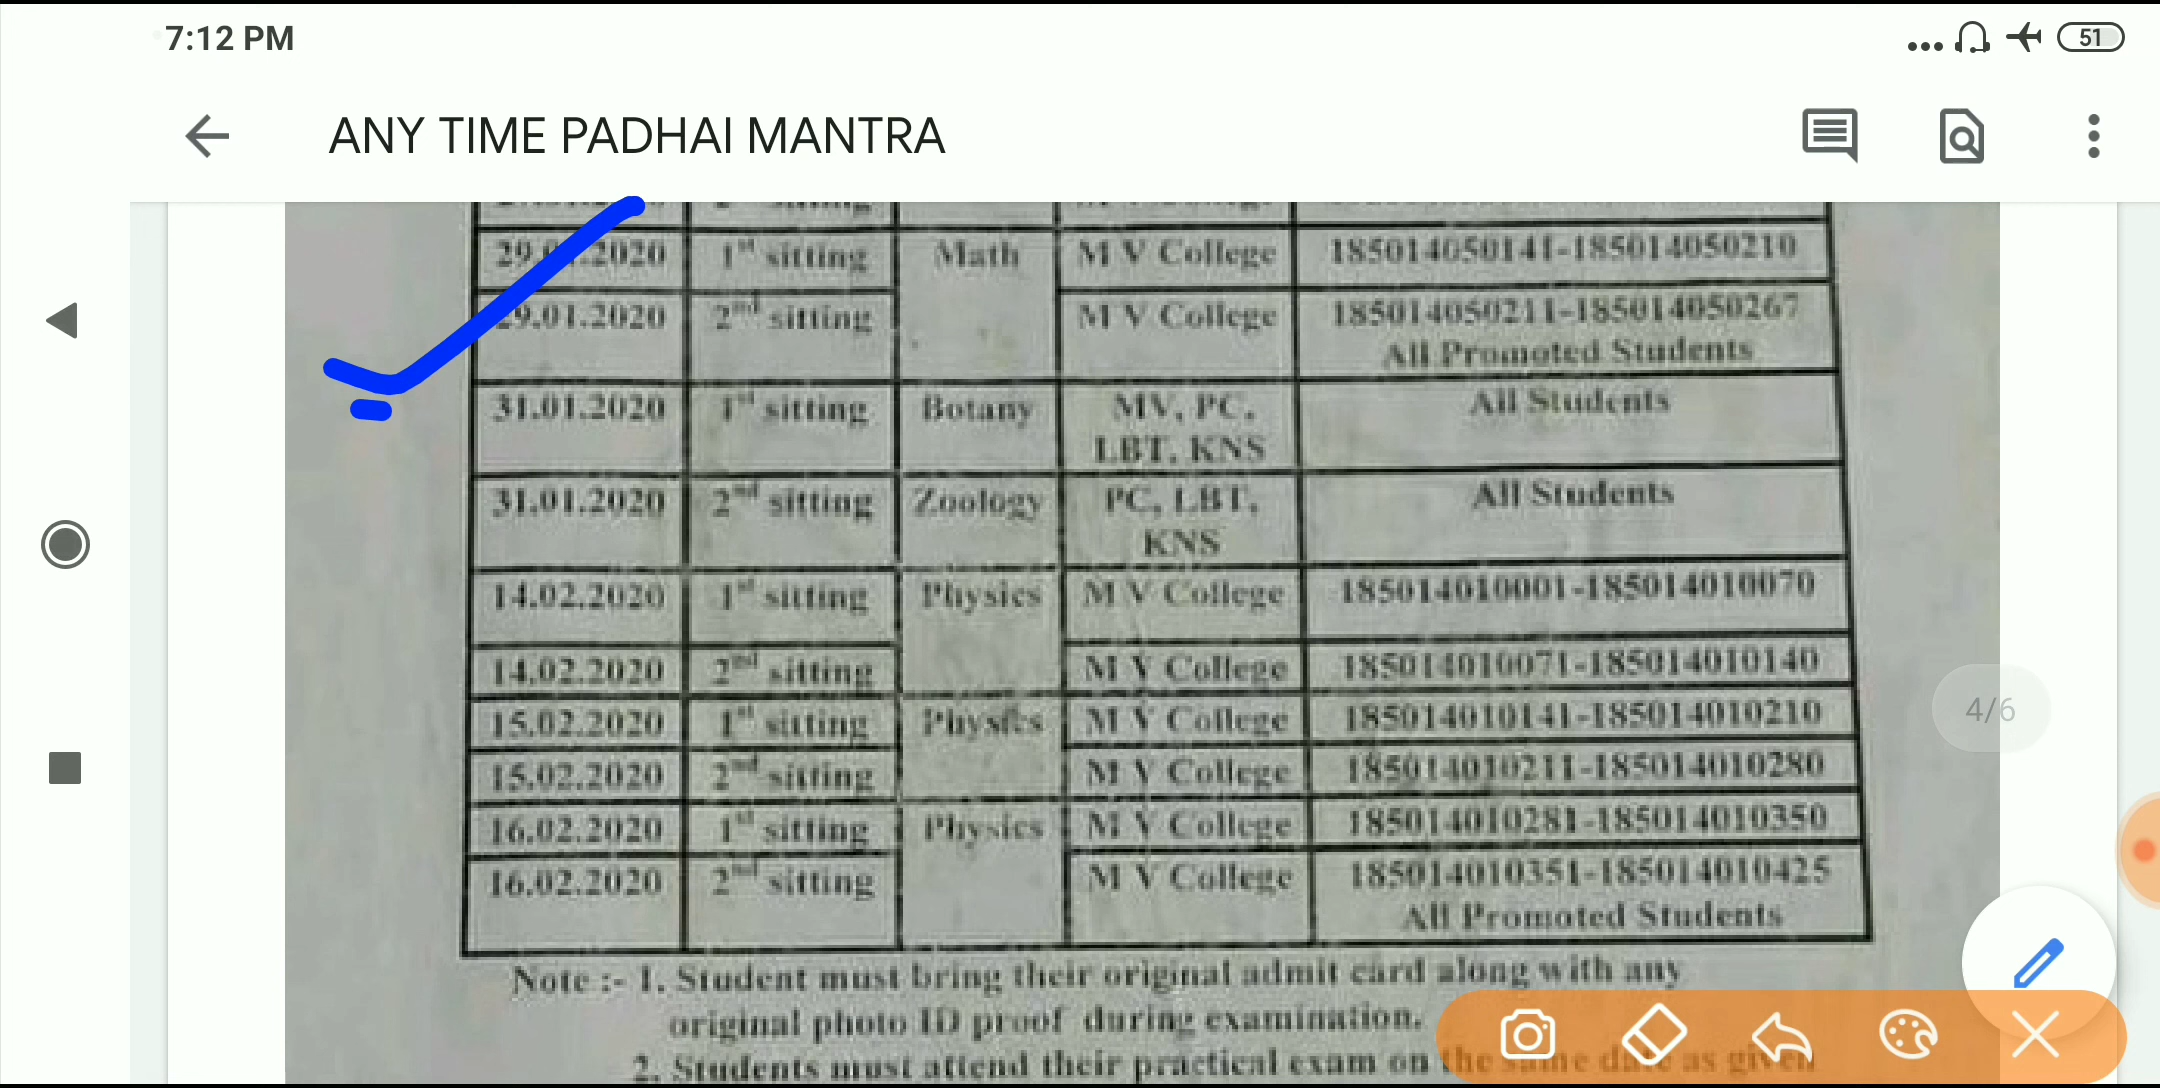 7:12 PM
51
ANY TIME PADHAI MANTRA
29. .2020 1st sitting Math M V College 185014050141-185014050210
29.01.2020 2nd sitting M V College 185014050211-185014050267
All Promoted Students
31.01.2020 1st sitting Botany MV, PC, All Students
LBT, KNS
31.01.2020 2nd sitting Zoology PC, LBT, All Students
KNS
14.02.2020 1st sitting Physics M V College 185014010001-185014010070
14.02.2020 2nd sitting M V College 185014010071-185014010140
15.02.2020 1st sitting Physics M V College 185014010141-185014010210
15.02.2020 2nd sitting M V College 185014010211-185014010280
4/6
16.02.2020 1st sitting Physics M V College 185014010281-185014010350
16.02.2020 2nd sitting M V College 185014010351-185014010425
All Promoted Students
Note :- 1. Student must bring their original admit card along with any
original photo ID proof during examination.
2. Students must attend their practical exam on the same date as given